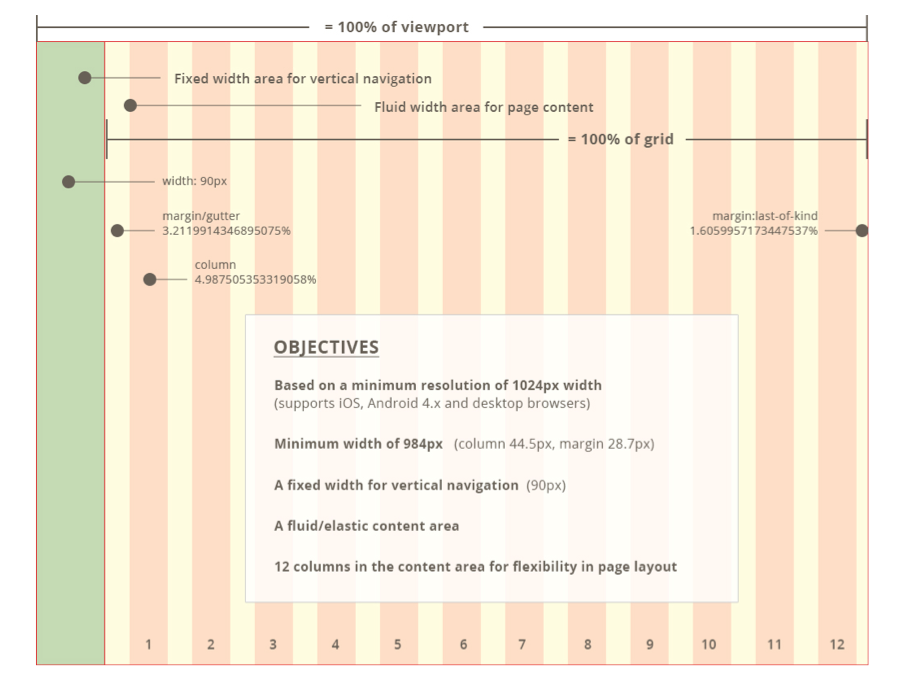 = 100% of viewport
Fixed width area for vertical navigation
Fluid width area for page content
= 100% of grid
width: 90px
margin/gutter
3.2119914346895075%
margin:last-of-kind
1.6059957173447537%
column
4.987505353319058%
OBJECTIVES
Based on a minimum resolution of 1024px width
(supports iOS, Android 4.x and desktop browsers)
Minimum width of 984px (column 44.5px, margin 28.7px)
A fixed width for vertical navigation (90px)
A fluid/elastic content area
12 columns in the content area for flexibility in page layout
1 2 3 4 5 6 7 8 9 10 11 12